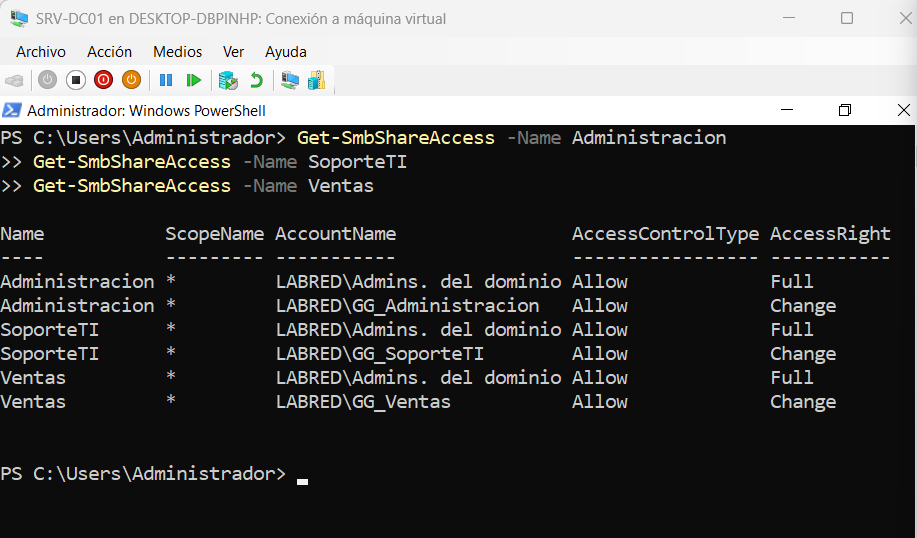 SRV-DC01 en DESKTOP-DBPINHP: Conexión a máquina virtual
Archivo Acción Medios Ver Ayuda
Administrador: Windows PowerShell
PS C:\Users\Administrador> Get-SmbShareAccess -Name Administracion
>> Get-SmbShareAccess -Name SoporteTI
>> Get-SmbShareAccess -Name Ventas
Name ScopeName AccountName AccessControlType AccessRight
---- --------- ----------- ----------------- -----------
Administracion * LABRED\Admins. del dominio Allow Full
Administracion * LABRED\GG_Administracion Allow Change
SoporteTI * LABRED\Admins. del dominio Allow Full
SoporteTI * LABRED\GG_SoporteTI Allow Change
Ventas * LABRED\Admins. del dominio Allow Full
Ventas * LABRED\GG_Ventas Allow Change
PS C:\Users\Administrador>